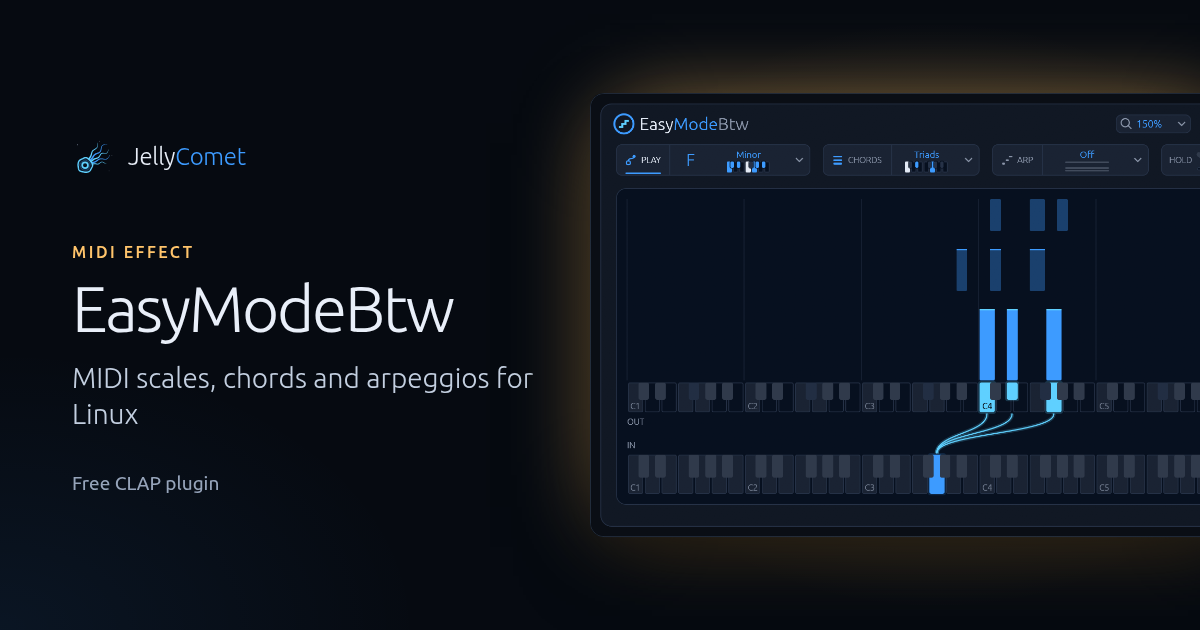 JellyComet
MIDI EFFECT
EasyModeBtw
MIDI scales, chords and arpeggios for
Linux
Free CLAP plugin
EasyModeBtw
150%
PLAY
F
Minor
CHORDS
Triads
ARP
Off
HOLD
C1
C2
C3
C4
C5
OUT
IN
C1
C2
C3
C4
C5